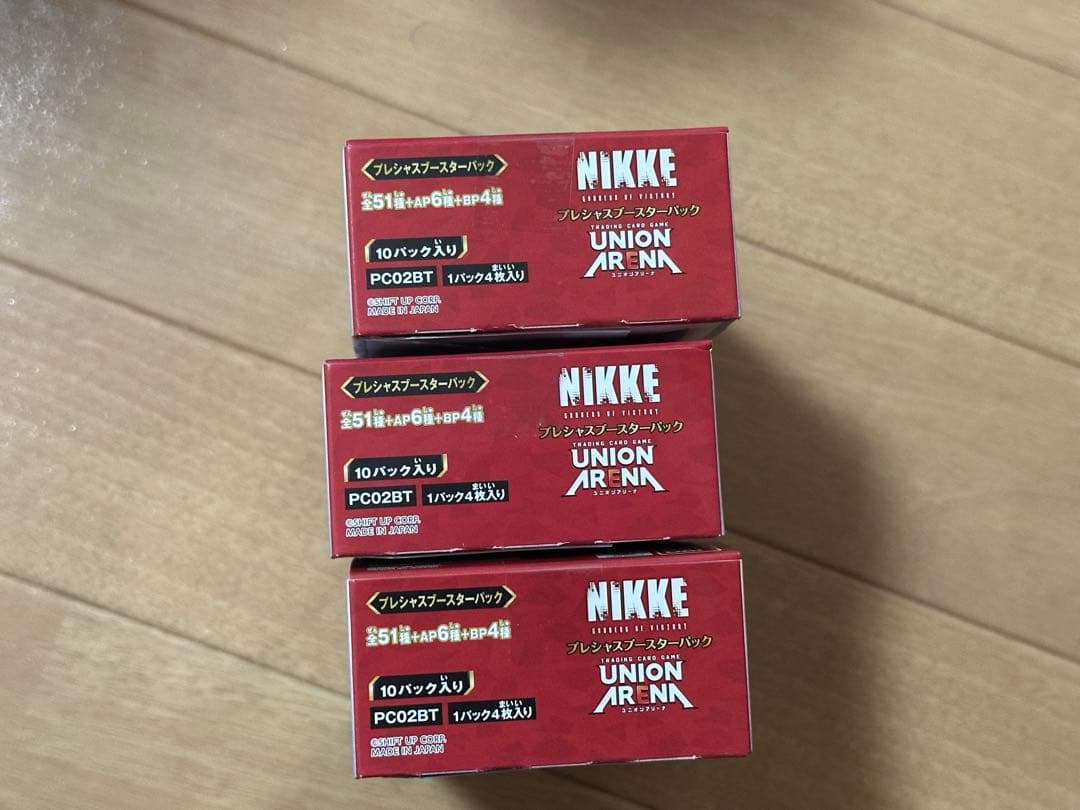 プレシャスブースターパック
全51種+AP6種+BP4種
10パック入り
PC02BT 1パック4枚入り
©SHIFT UP CORP.
MADE IN JAPAN
NIKKE
GODDESS OF VICTORY
プレシャスブースターパック
TRADING CARD GAME
UNION
ARENA
ユニオンアリーナ
プレシャスブースターパック
全51種+AP6種+BP4種
10パック入り
PC02BT 1パック4枚入り
©SHIFT UP CORP.
MADE IN JAPAN
NIKKE
GODDESS OF VICTORY
プレシャスブースターパック
TRADING CARD GAME
UNION
ARENA
ユニオンアリーナ
プレシャスブースターパック
全51種+AP6種+BP4種
10パック入り
PC02BT 1パック4枚入り
©SHIFT UP CORP.
MADE IN JAPAN
NIKKE
GODDESS OF VICTORY
プレシャスブースターパック
TRADING CARD GAME
UNION
ARENA
ユニオンアリーナ